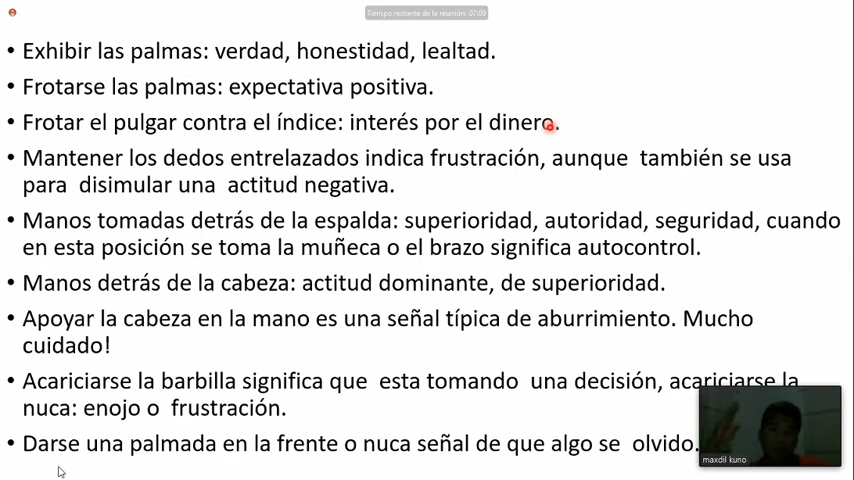 Tiempo restante de la reunión: 07:09
• Exhibir las palmas: verdad, honestidad, lealtad.
• Frotarse las palmas: expectativa positiva.
• Frotar el pulgar contra el índice: interés por el dinero.
• Mantener los dedos entrelazados indica frustración, aunque también se usa
para disimular una actitud negativa.
• Manos tomadas detrás de la espalda: superioridad, autoridad, seguridad, cuando
en esta posición se toma la muñeca o el brazo significa autocontrol.
• Manos detrás de la cabeza: actitud dominante, de superioridad.
• Apoyar la cabeza en la mano es una señal típica de aburrimiento. Mucho
cuidado!
• Acariciarse la barbilla significa que esta tomando una decisión, acariciarse la
nuca: enojo o frustración.
• Darse una palmada en la frente o nuca señal de que algo se olvido.
maxdil kuno